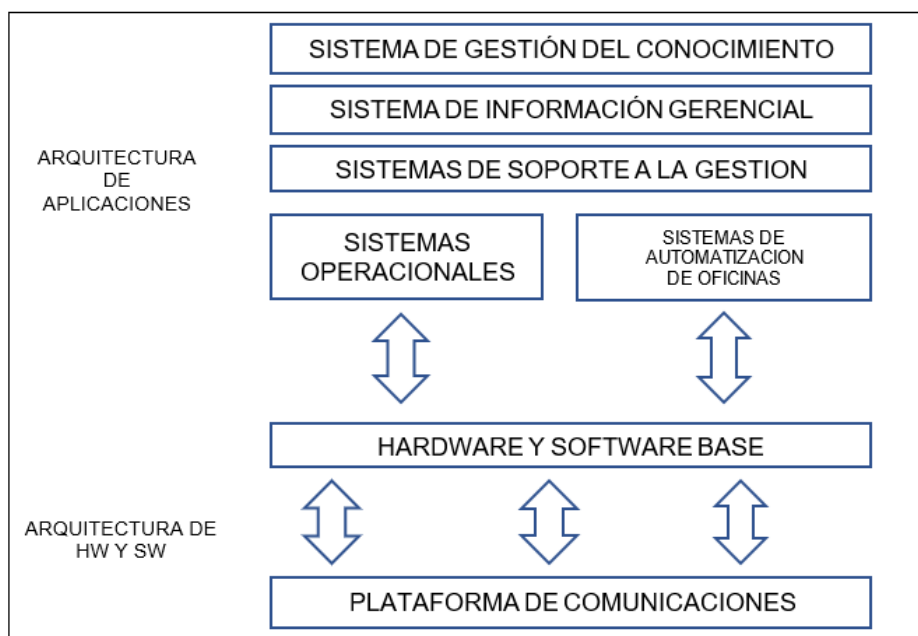 SISTEMA DE GESTIÓN DEL CONOCIMIENTO
SISTEMA DE INFORMACIÓN GERENCIAL
SISTEMAS DE SOPORTE A LA GESTION
ARQUITECTURA
DE
APLICACIONES
SISTEMAS
OPERACIONALES
SISTEMAS DE
AUTOMATIZACION
DE OFICINAS
HARDWARE Y SOFTWARE BASE
ARQUITECTURA DE
HW Y SW
PLATAFORMA DE COMUNICACIONES